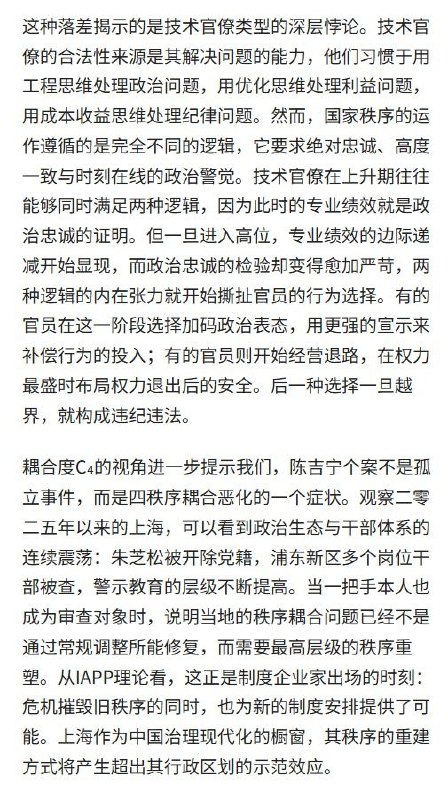 这种落差揭示的是技术官僚类型的深层悖论。技术官
僚的合法性来源是其解决问题的能力，他们习惯于用
工程思维处理政治问题，用优化思维处理利益问题，
用成本收益思维处理纪律问题。然而，国家秩序的运
作遵循的是完全不同的逻辑，它要求绝对忠诚、高度
一致与时刻在线的政治警觉。技术官僚在上升期往往
能够同时满足两种逻辑，因为此时的专业绩效就是政
治忠诚的证明。但一旦进入高位，专业绩效的边际递
减开始显现，而政治忠诚的检验却变得愈加严苛，两
种逻辑的内在张力就开始撕扯官员的行为选择。有的
官员在这一阶段选择加码政治表态，用更强的宣示来
补偿行为的投入；有的官员则开始经营退路，在权力
最盛时布局权力退出后的安全。后一种选择一旦越
界，就构成违纪违法。
耦合度C₄的视角进一步提示我们，陈吉宁个案不是孤
立事件，而是四秩序耦合恶化的一个症状。观察二零
二五年以来的上海，可以看到政治生态与干部体系的
连续震荡：朱芝松被开除党籍，浦东新区多个岗位干
部被查，警示教育的层级不断提高。当一把手本人也
成为审查对象时，说明当地的秩序耦合问题已经不是
通过常规调整所能修复，而需要最高层级的秩序重
塑。从IAPP理论看，这正是制度企业家出场的时刻：
危机摧毁旧秩序的同时，也为新的制度安排提供了可
能。上海作为中国治理现代化的橱窗，其秩序的重建
方式将产生超出其行政区划的示范效应。